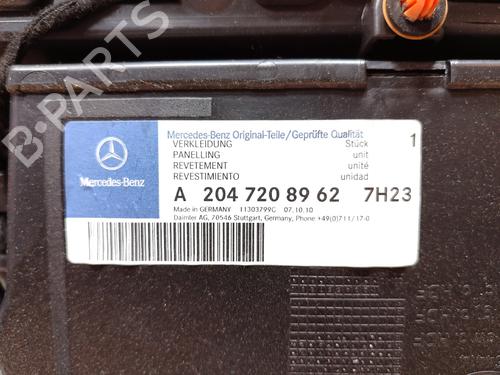 B-PARTS
Mercedes-Benz Original-Teile/Geprüfte Qualität
VERKLEIDUNG Stück 1
PANELLING unit
REVETEMENT unité
REVESTIMIENTO unidad
Mercedes-Benz
A 204 720 89 62 7H23
Made in GERMANY 11303799C 07.10.10
Daimler AG, 70546 Stuttgart, Germany, Phone +49(0)711/17-0